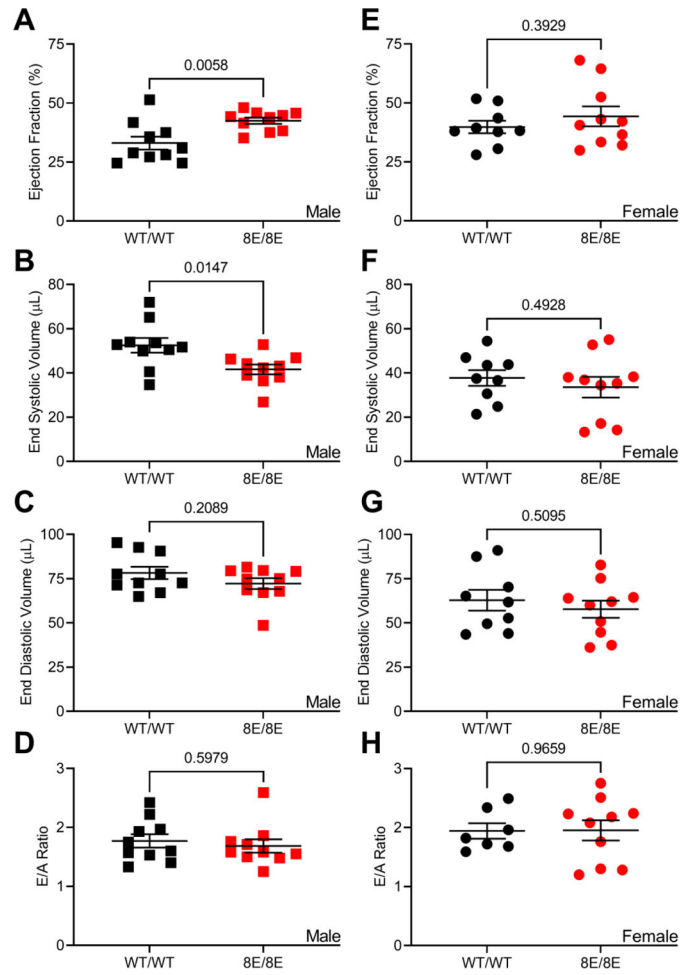 A
Ejection Fraction (%)
75
50
25
0
0.0058
WT/WT
8E/8E
Male
E
Ejection Fraction (%)
75
50
25
0
0.3929
WT/WT
8E/8E
Female
B
End Systolic Volume (μL)
80
60
40
20
0
0.0147
WT/WT
8E/8E
Male
F
End Systolic Volume (μL)
80
60
40
20
0
0.4928
WT/WT
8E/8E
Female
C
End Diastolic Volume (μL)
100
75
50
25
0
0.2089
WT/WT
8E/8E
Male
G
End Diastolic Volume (μL)
100
75
50
25
0
0.5095
WT/WT
8E/8E
Female
D
E/A Ratio
3
2
1
0
0.5979
WT/WT
8E/8E
Male
H
E/A Ratio
3
2
1
0
0.9659
WT/WT
8E/8E
Female